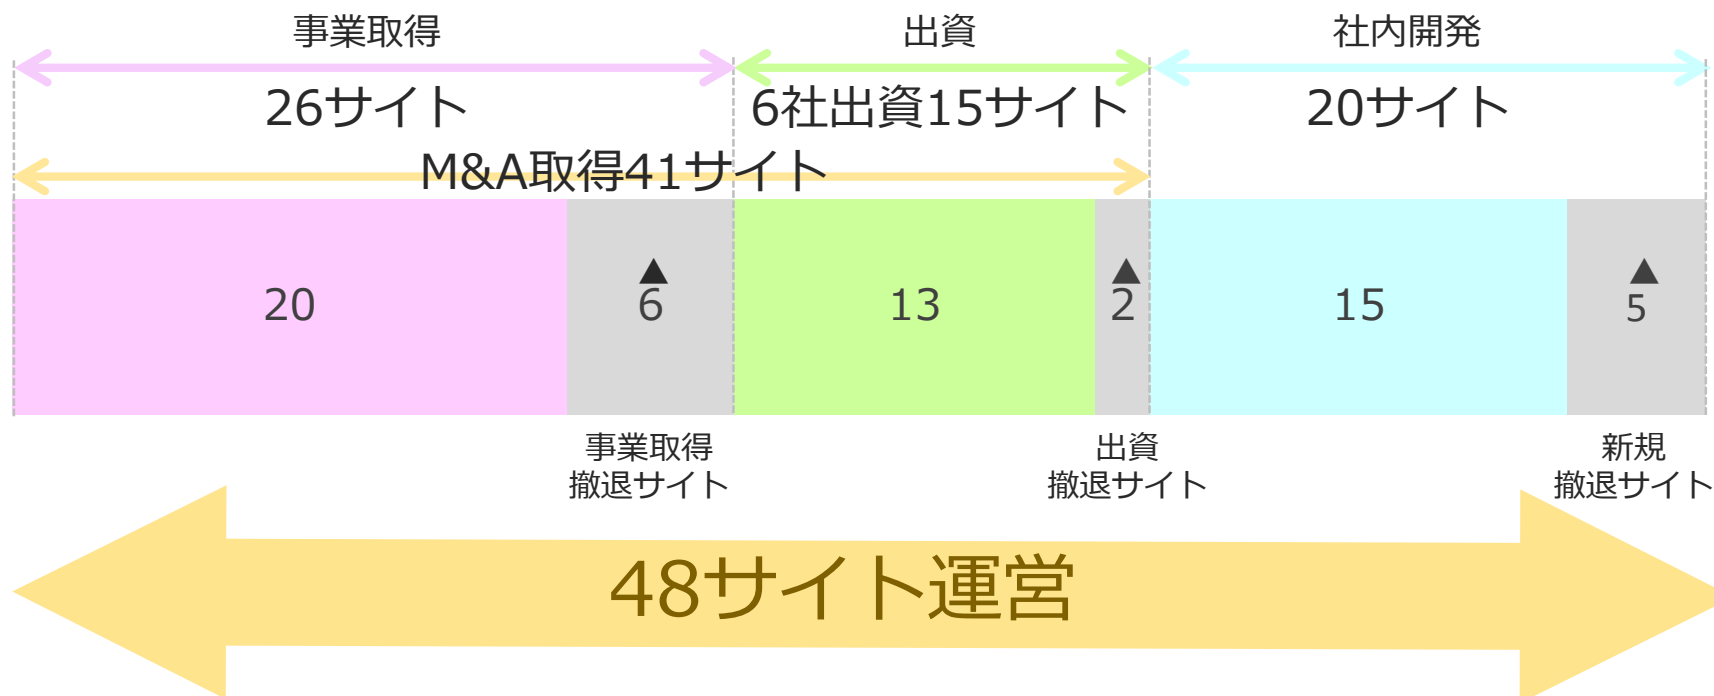 事業取得
出資
社内開発
26サイト
6社出資15サイト
20サイト
M&A取得41サイト
20
▲
6
13
▲
2
15
▲
5
事業取得
撤退サイト
出資
撤退サイト
新規
撤退サイト
48サイト運営